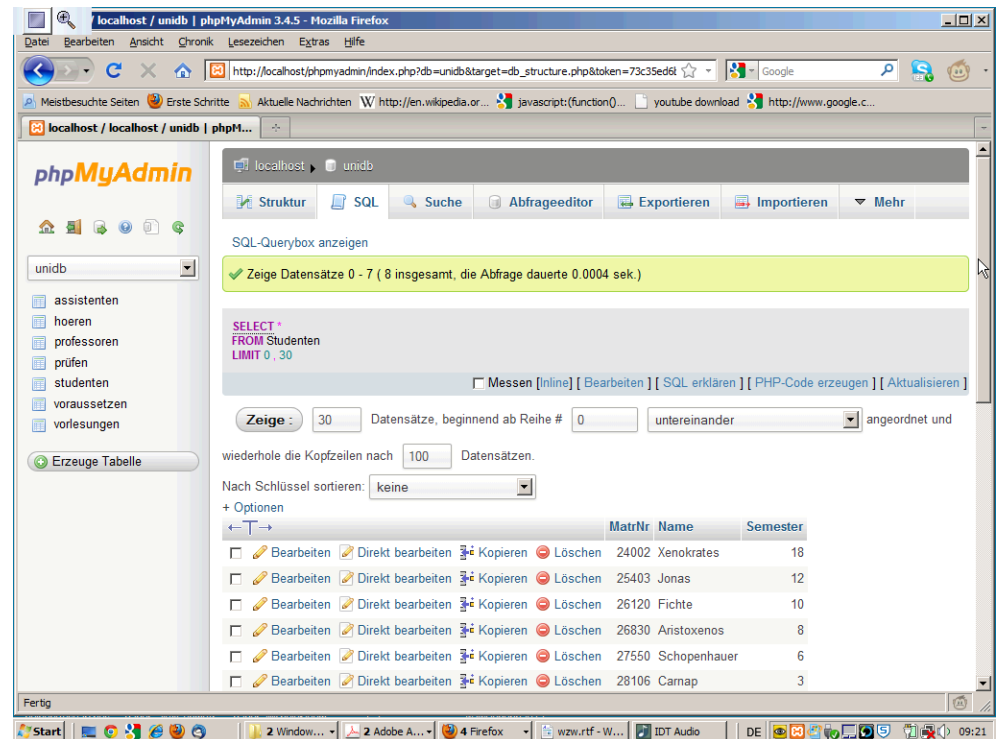 / localhost / unidb | phpMyAdmin 3.4.5 - Mozilla Firefox
Datei Bearbeiten Ansicht Chronik Lesezeichen Extras Hilfe
http://localhost/phpmyadmin/index.php?db=unidb&target=db_structure.php&token=73c35ed6
Google
Meistbesuchte Seiten Erste Schritte Aktuelle Nachrichten W http://en.wikipedia.or... javascript:(function()... youtube download http://www.google.c...
localhost / localhost / unidb | phpM...
phpMyAdmin
unidb
assistenten
hoeren
professoren
prüfen
studenten
voraussetzen
vorlesungen
Erzeuge Tabelle
localhost unidb
Struktur SQL Suche Abfrageeditor Exportieren Importieren Mehr
SQL-Querybox anzeigen
Zeige Datensätze 0 - 7 ( 8 insgesamt, die Abfrage dauerte 0.0004 sek.)
SELECT *
FROM Studenten
LIMIT 0 , 30
Messen [Inline] [ Bearbeiten ] [ SQL erklären ] [ PHP-Code erzeugen ] [ Aktualisieren ]
Zeige : 30 Datensätze, beginnend ab Reihe # 0 untereinander angeordnet und
wiederhole die Kopfzeilen nach 100 Datensätzen.
Nach Schlüssel sortieren: keine
+ Optionen
←T→ MatrNr Name Semester
Bearbeiten Direkt bearbeiten Kopieren Löschen 24002 Xenokrates 18
Bearbeiten Direkt bearbeiten Kopieren Löschen 25403 Jonas 12
Bearbeiten Direkt bearbeiten Kopieren Löschen 26120 Fichte 10
Bearbeiten Direkt bearbeiten Kopieren Löschen 26830 Aristoxenos 8
Bearbeiten Direkt bearbeiten Kopieren Löschen 27550 Schopenhauer 6
Bearbeiten Direkt bearbeiten Kopieren Löschen 28106 Carnap 3
Fertig
Start 2 Window... 2 Adobe A... 4 Firefox wzw.rtf - W... IDT Audio DE 09:21